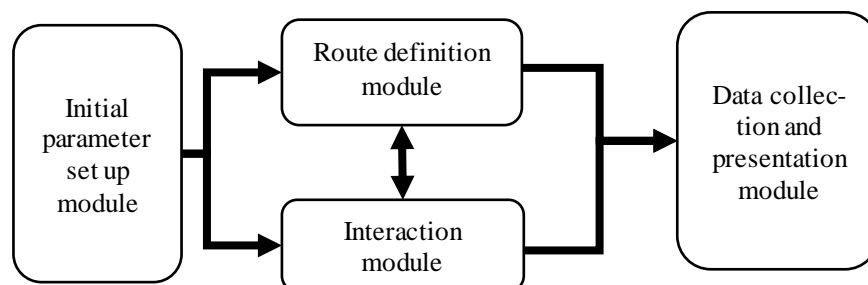 Initial
parameter
set up
module
Route definition
module
Interaction
module
Data collec-
tion and
presentation
module